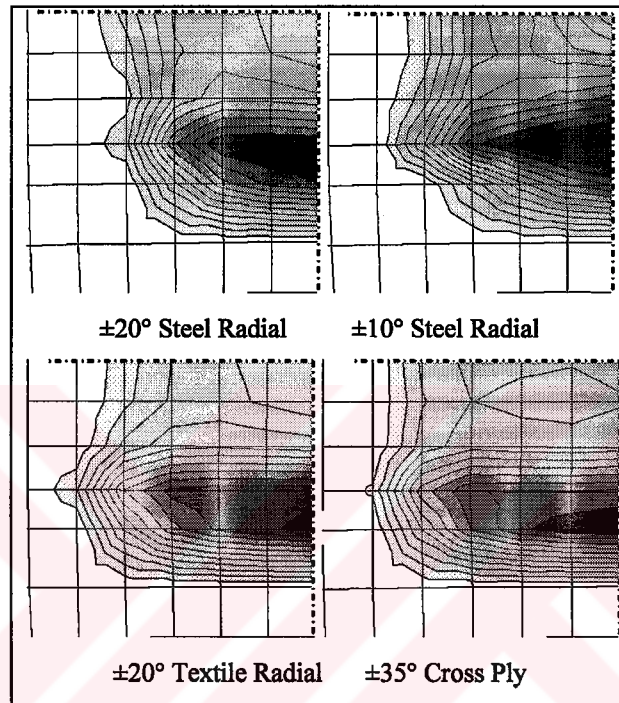 ±20° Steel Radial
±10° Steel Radial
±20° Textile Radial
±35° Cross Ply